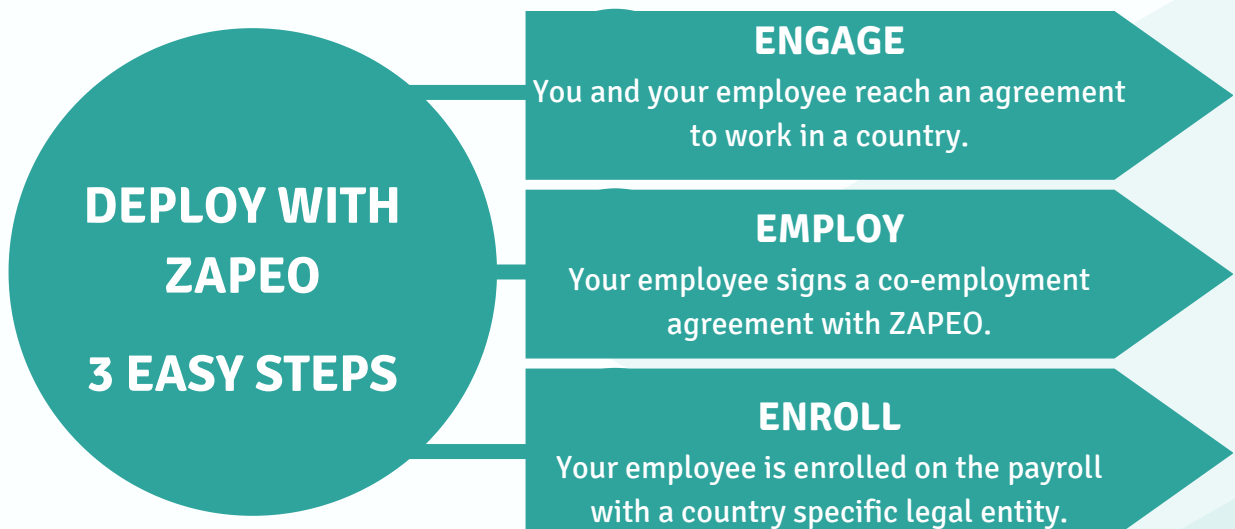 DEPLOY WITH
ZAPEO
3 EASY STEPS
ENGAGE
You and your employee reach an agreement
to work in a country.
EMPLOY
Your employee signs a co-employment
agreement with ZAPEO.
ENROLL
Your employee is enrolled on the payroll
with a country specific legal entity.